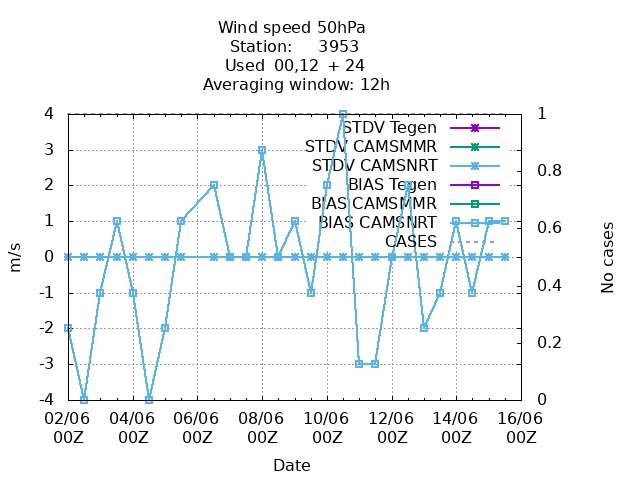 Wind speed 50hPa
Station: 3953
Used 00,12 + 24
Averaging window: 12h
STDV Tegen
STDV CAMSMMR
STDV CAMSNRT
BIAS Tegen
BIAS CAMSMMR
BIAS CAMSNRT
CASES
4
3
2
1
0
-1
-2
-3
-4
m/s
1
0.8
0.6
0.4
0.2
0
No cases
02/06 04/06 06/06 08/06 10/06 12/06 14/06 16/06
00Z 00Z 00Z 00Z 00Z 00Z 00Z 00Z
Date